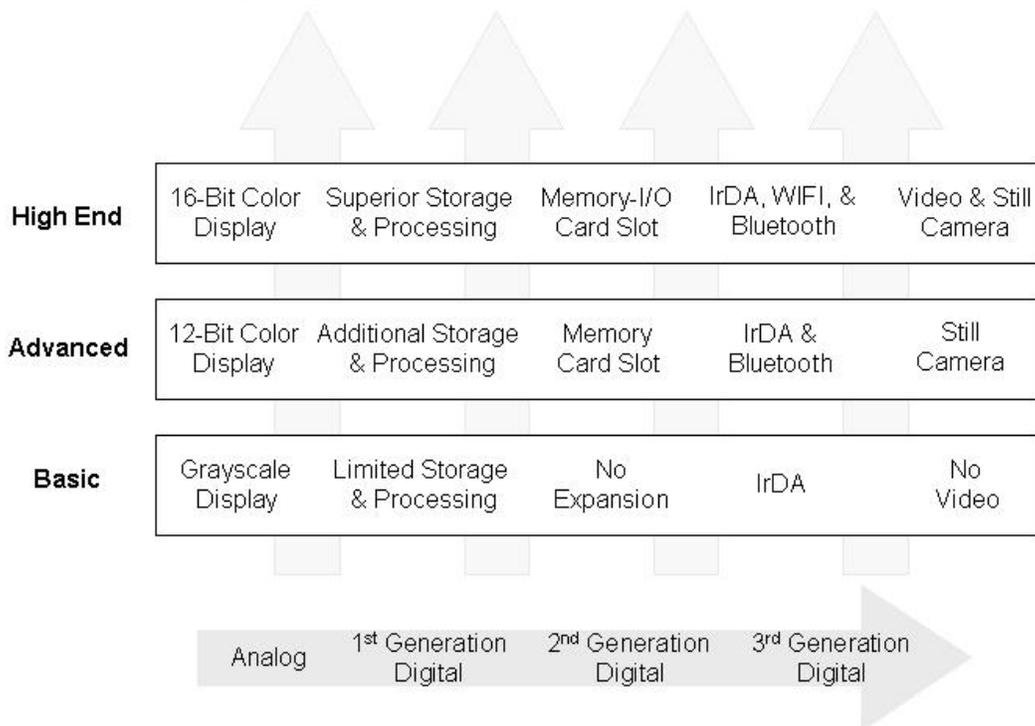 High End
16-Bit Color
Display
Superior Storage
& Processing
Memory-I/O
Card Slot
IrDA, WIFI, &
Bluetooth
Video & Still
Camera
Advanced
12-Bit Color
Display
Additional Storage
& Processing
Memory
Card Slot
IrDA &
Bluetooth
Still
Camera
Basic
Grayscale
Display
Limited Storage
& Processing
No
Expansion
IrDA
No
Video
Analog
1st Generation
Digital
2nd Generation
Digital
3rd Generation
Digital